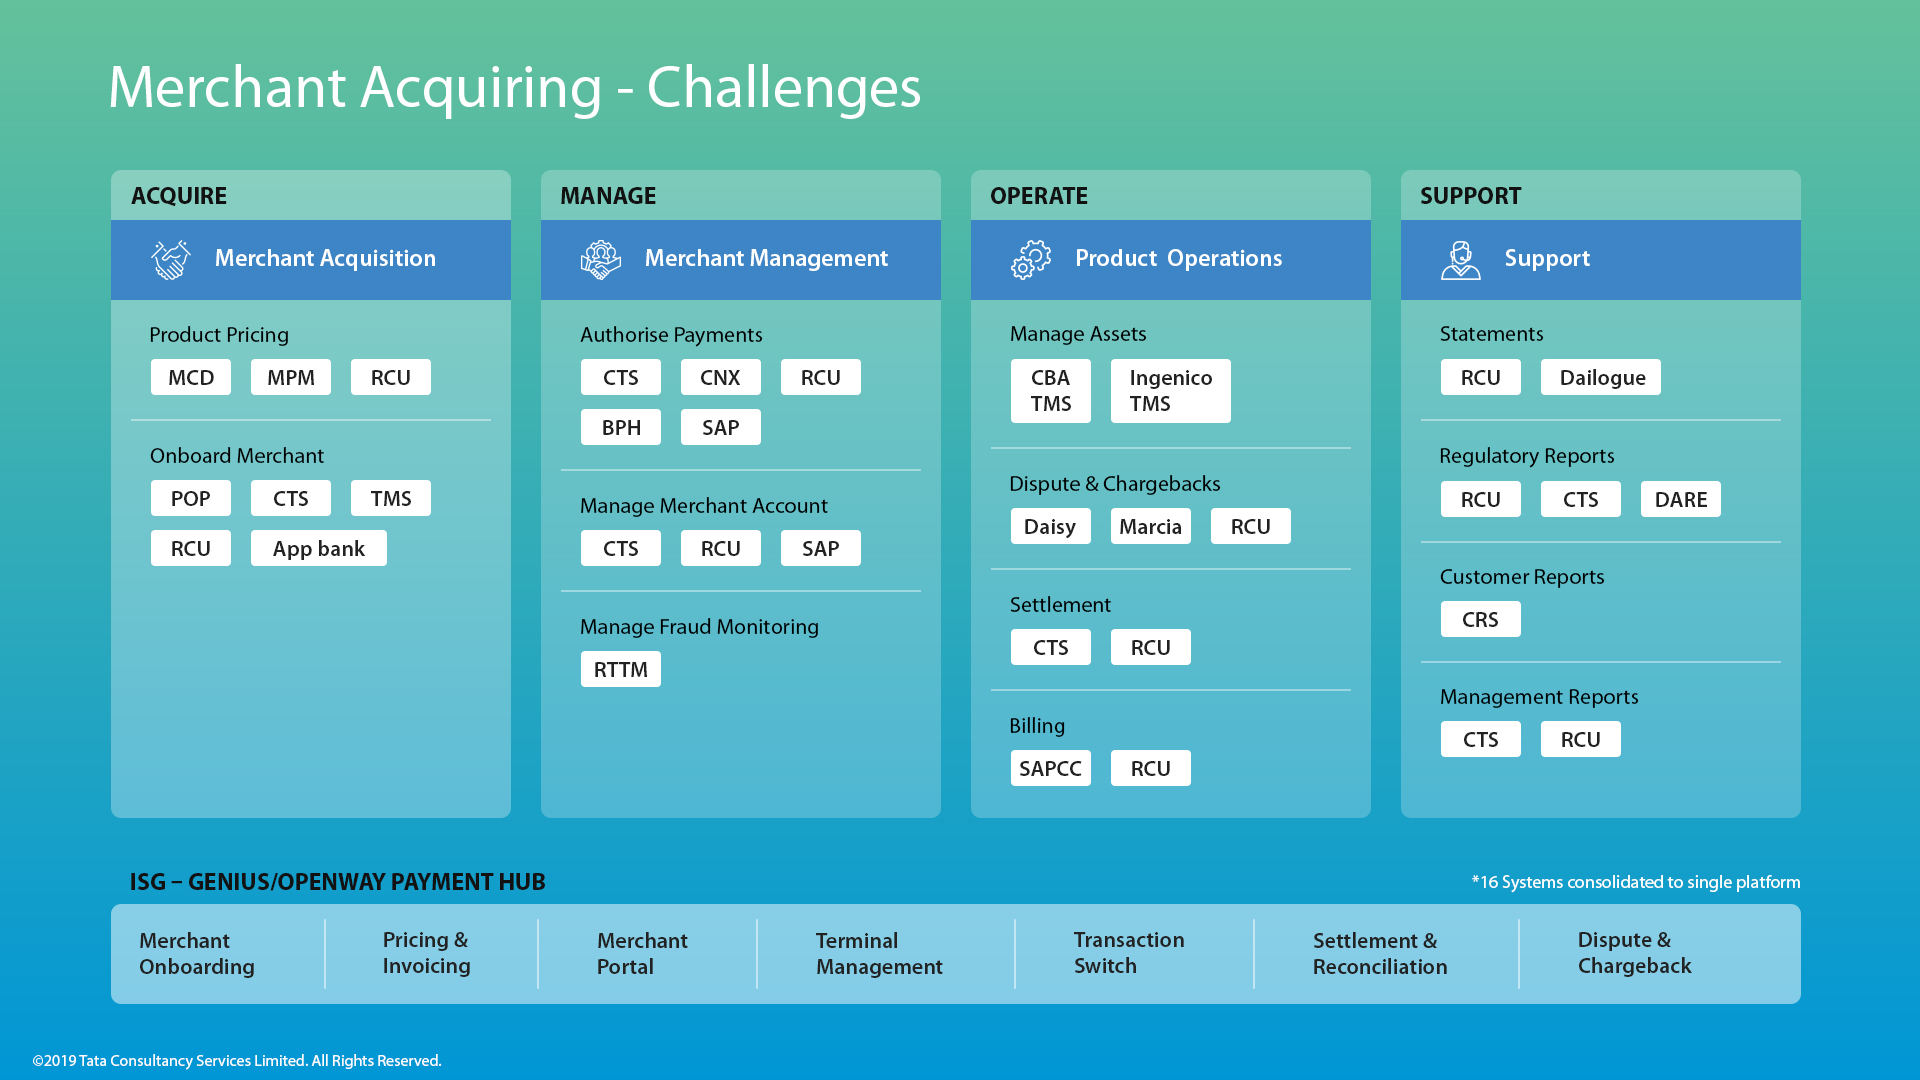 Merchant Acquiring - Challenges
ACQUIRE
Merchant Acquisition
Product Pricing
MCD MPM RCU
Onboard Merchant
POP CTS TMS
RCU App bank
MANAGE
Merchant Management
Authorise Payments
CTS CNX RCU
BPH SAP
Manage Merchant Account
CTS RCU SAP
Manage Fraud Monitoring
RTTM
OPERATE
Product Operations
Manage Assets
CBA
TMS
Ingenico
TMS
Dispute & Chargebacks
Daisy Marcia RCU
Settlement
CTS RCU
Billing
SAPCC RCU
SUPPORT
Support
Statements
RCU Dailogue
Regulatory Reports
RCU CTS DARE
Customer Reports
CRS
Management Reports
CTS RCU
ISG – GENIUS/OPENWAY PAYMENT HUB
*16 Systems consolidated to single platform
Merchant
Onboarding
Pricing &
Invoicing
Merchant
Portal
Terminal
Management
Transaction
Switch
Settlement &
Reconciliation
Dispute &
Chargeback
©2019 Tata Consultancy Services Limited. All Rights Reserved.